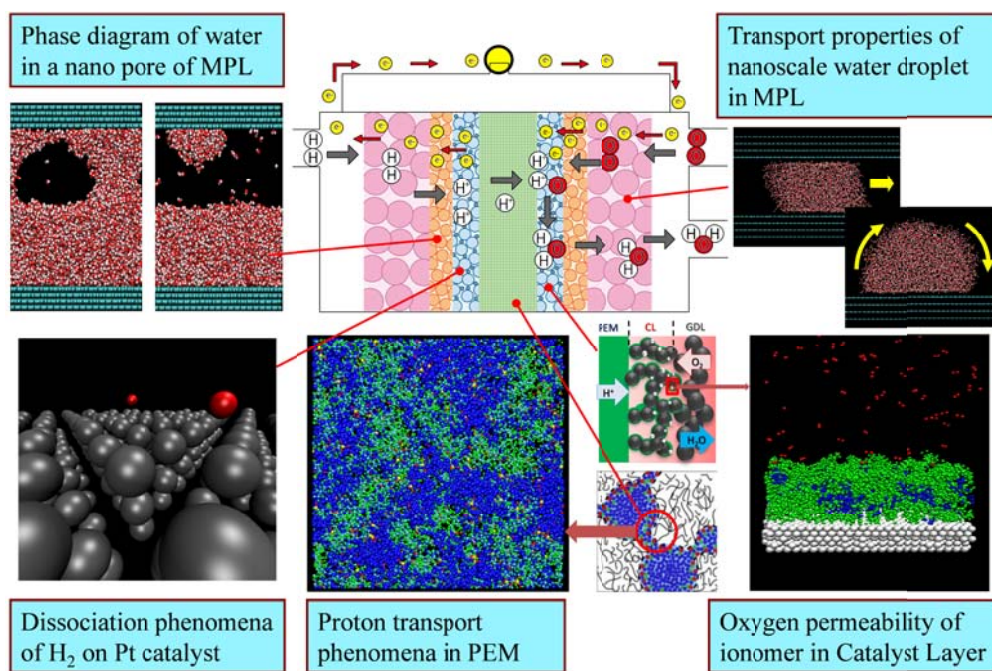 Phase diagram of water
in a nano pore of MPL
Transport properties of
nanoscale water droplet
in MPL
e e e e
e e
e e e e e e
e e e e e
H
H
H
H
H⁺
H⁺
H⁺
H⁺
H⁺
O
O
H
H
H
H
H H
PEM CL GDL
O₂
H⁺
H₂O
Dissociation phenomena
of H₂ on Pt catalyst
Proton transport
phenomena in PEM
Oxygen permeability of
ionomer in Catalyst Layer